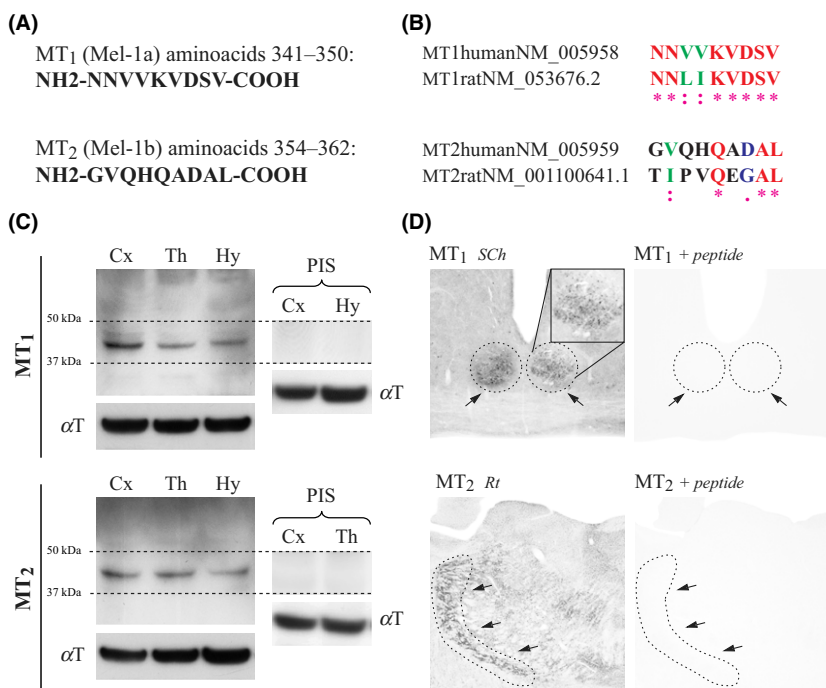 (A)
MT1 (Mel-1a) aminoacids 341–350:
NH2-NNVVKVDSV-COOH
MT2 (Mel-1b) aminoacids 354–362:
NH2-GVQHQADAL-COOH
(B)
MT1humanNM_005958 NNVVKVDSV
MT1ratNM_053676.2 NNLIKVDSV
**::*****
MT2humanNM_005959 GVQHQADAL
MT2ratNM_001100641.1 TIPVQEGAL
: * .**
(C)
MT1
Cx Th Hy
50 kDa
37 kDa
αT
PIS
Cx Hy
αT
MT2
Cx Th Hy
50 kDa
37 kDa
αT
PIS
Cx Th
αT
(D)
MT1 SCh
MT1 + peptide
MT2 Rt
MT2 + peptide